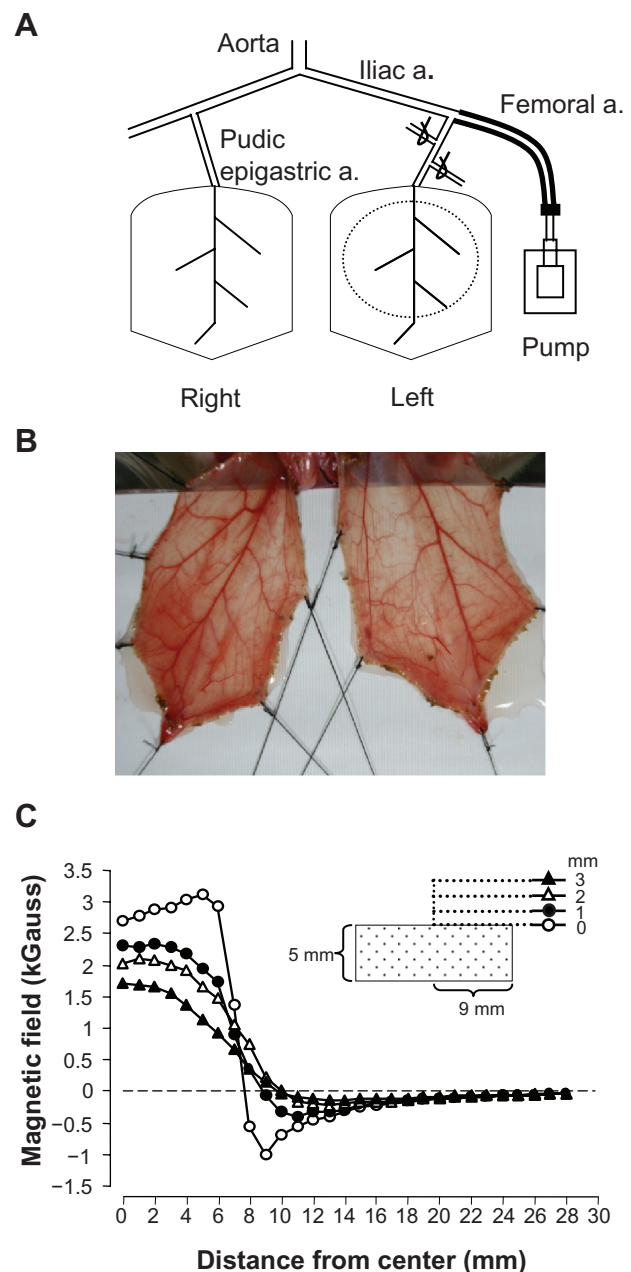 A
Aorta
Iliac a.
Femoral a.
Pudic
epigastric a.
Pump
Right
Left
B
C
Magnetic field (kGauss)
3.5
3
2.5
2
1.5
1
0.5
0
−0.5
−1
−1.5
mm
3
2
1
0
5 mm
9 mm
0 2 4 6 8 10 12 14 16 18 20 22 24 26 28 30
Distance from center (mm)